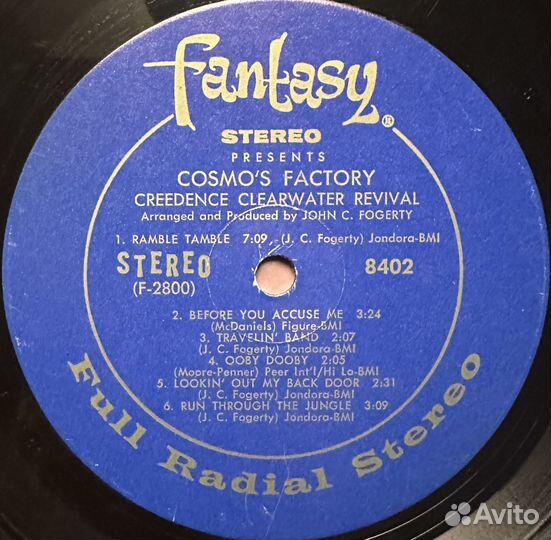 fantasy
®
STEREO
PRESENTS
COSMO'S FACTORY
CREEDENCE CLEARWATER REVIVAL
Arranged and Produced by JOHN C. FOGERTY
1. RAMBLE TAMBLE 7:09 (J. C. Fogerty) Jondora-BMI
STEREO 8402
(F-2800)
2. BEFORE YOU ACCUSE ME 3:24
(McDaniels) Figure-BMI
3. TRAVELIN' BAND 2:07
(J. C. Fogerty) Jondora-BMI
4. OOBY DOOBY 2:05
(Moore-Penner) Peer Int'l/Hi Lo-BMI
5. LOOKIN' OUT MY BACK DOOR 2:31
(J. C. Fogerty) Jondora-BMI
6. RUN THROUGH THE JUNGLE 3:09
(J. C. Fogerty) Jondora-BMI
Full Radial Stereo
Avito